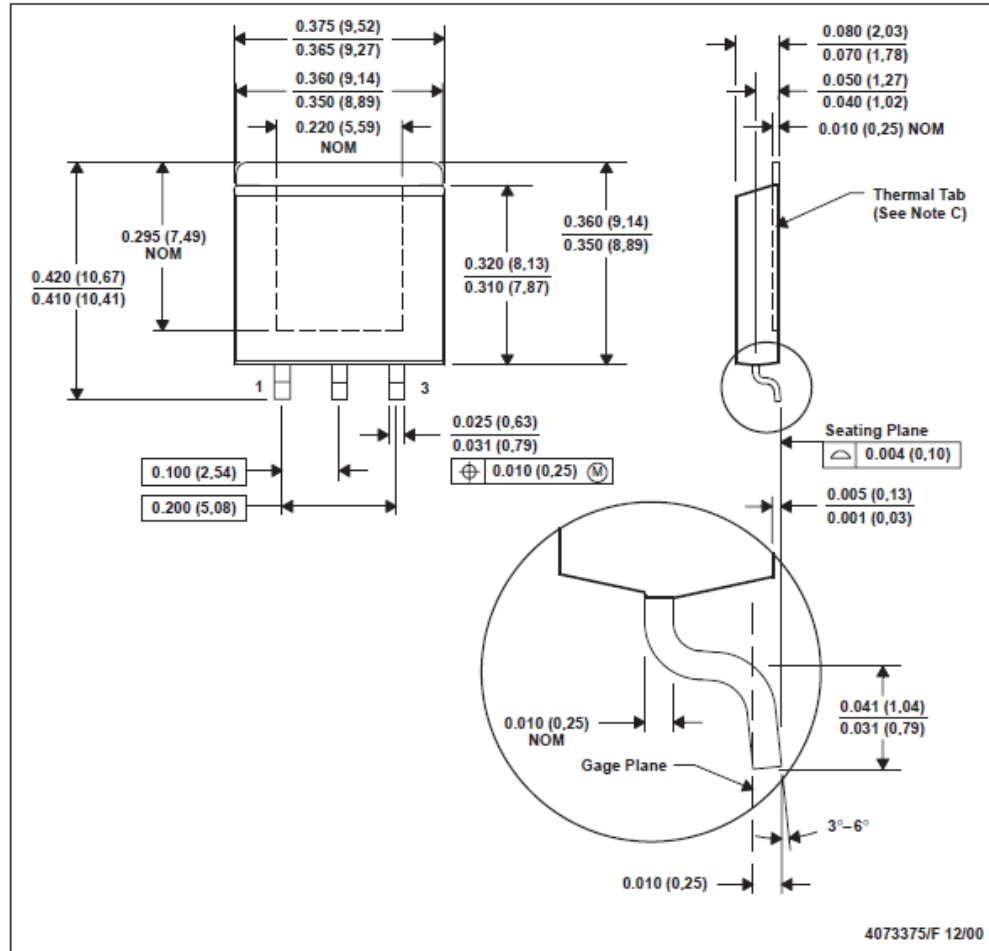 0.375 (9,52)
0.365 (9,27)
0.360 (9,14)
0.350 (8,89)
0.220 (5,59)
NOM
0.080 (2,03)
0.070 (1,78)
0.050 (1,27)
0.040 (1,02)
0.010 (0,25) NOM
Thermal Tab
(See Note C)
0.295 (7,49)
NOM
0.420 (10,67)
0.410 (10,41)
0.360 (9,14)
0.350 (8,89)
0.320 (8,13)
0.310 (7,87)
1
3
0.025 (0,63)
0.031 (0,79)
⌖ 0.010 (0,25) Ⓜ
0.100 (2,54)
0.200 (5,08)
Seating Plane
⌓ 0.004 (0,10)
0.005 (0,13)
0.001 (0,03)
0.041 (1,04)
0.031 (0,79)
0.010 (0,25)
NOM
Gage Plane
3°–6°
0.010 (0,25)
4073375/F 12/00